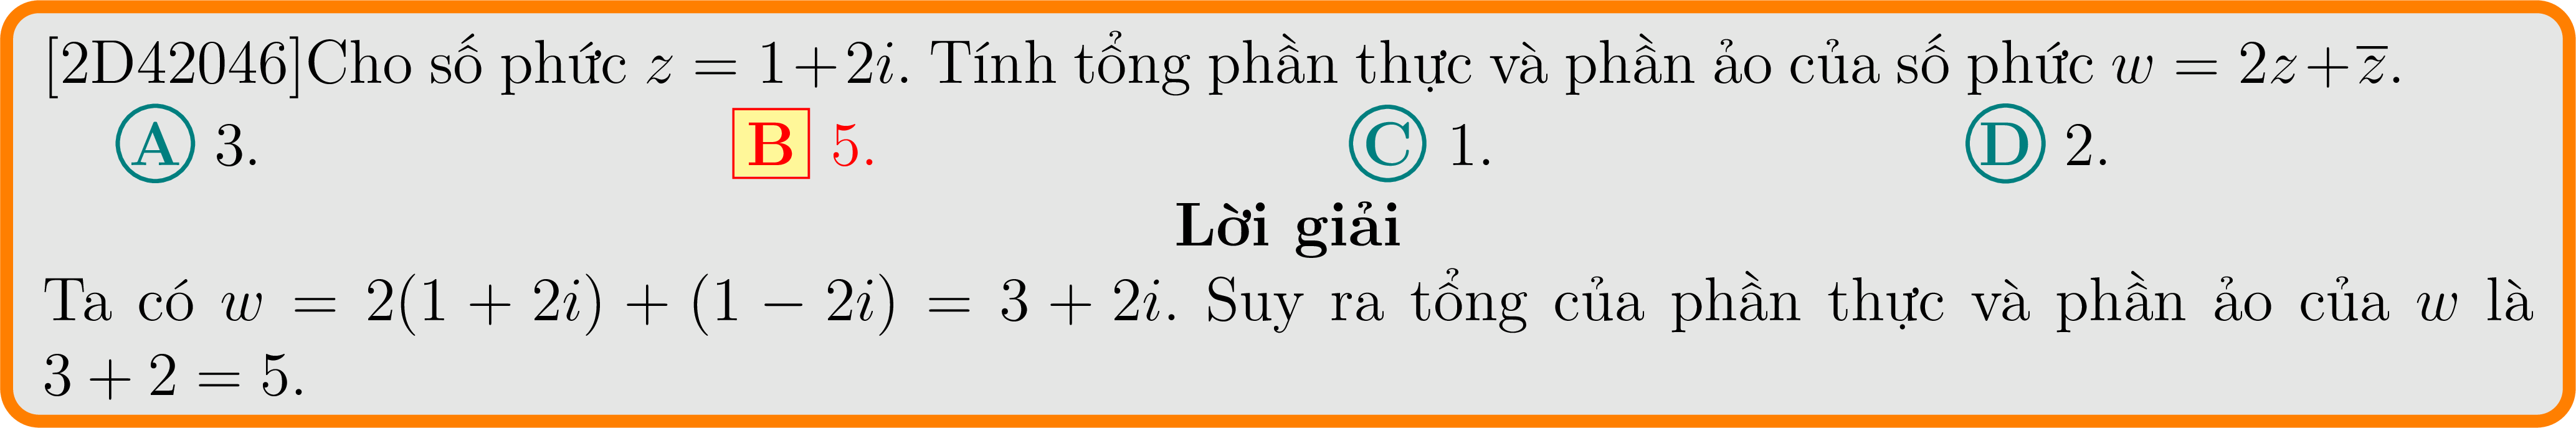 [2D42046]Cho số phức z = 1+2i. Tính tổng phần thực và phần ảo của số phức w = 2z+z̅.
A 3. B 5. C 1. D 2.
Lời giải
Ta có w = 2(1 + 2i) + (1 − 2i) = 3 + 2i. Suy ra tổng của phần thực và phần ảo của w là
3 + 2 = 5.